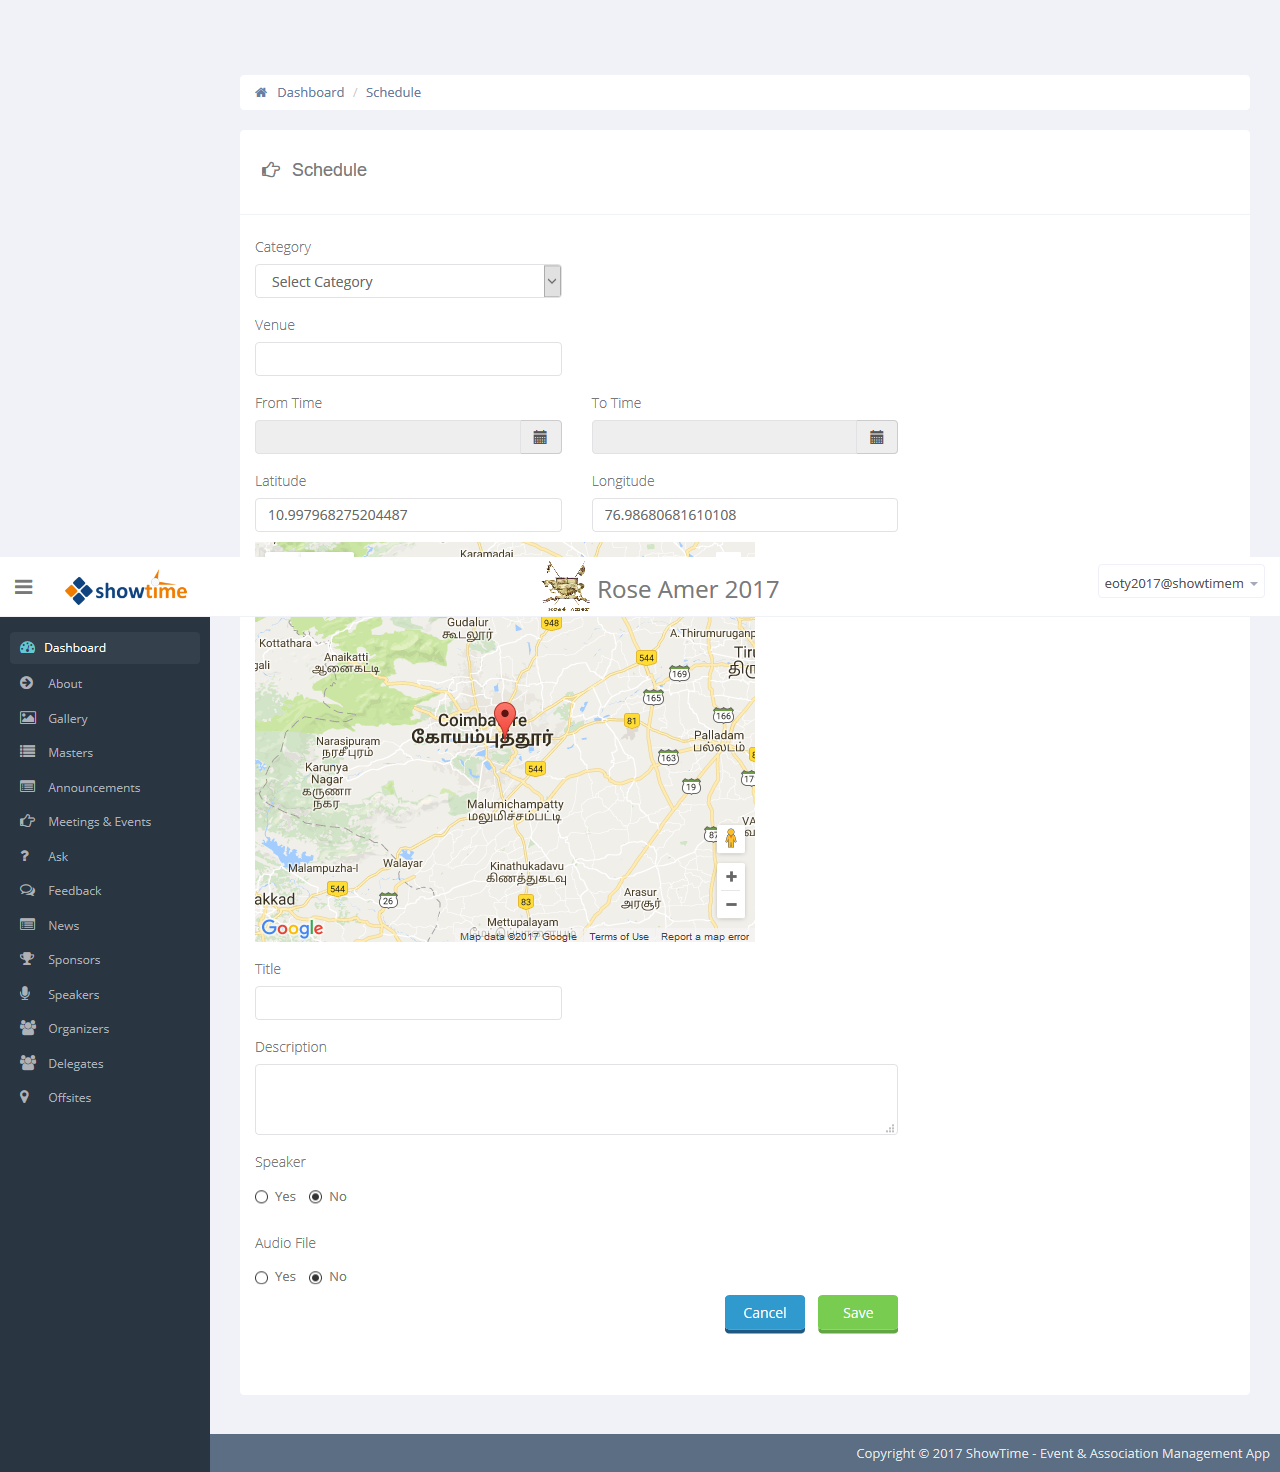 Dashboard / Schedule
Schedule
Category
Select Category
Venue
From Time To Time
Latitude Longitude
10.997968275204487 76.98680681610108
Karamadai
showtime Rose Amer 2017 eoty2017@showtimem
Dashboard
About
Gallery
Masters
Announcements
Meetings & Events
Ask
Feedback
News
Sponsors
Speakers
Organizers
Delegates
Offsites
Gudalur
கூடலூர்
948
Kottathara
A.Thirumuruganp
Anaikatti
ஆனைகட்டி
gali
544
Tiru
திரு
169
165
Coimbatore
கோயம்புத்தூர்
81
166
Narasipuram
நரசீபுரம்
Palladam
பல்லடம்
163
Karunya
Nagar
கருணா
நகர்
544
17
19
Malumichampatty
மலுமிச்சம்பட்டி
VA
87
Walayar
Malampuzha-I
Kinathukadavu
கிணத்துகடவு
544
26
83
Arasur
அரசூர்
akkad
Mettupalayam
Google
Map data ©2017 Google Terms of Use Report a map error
Title
Description
Speaker
Yes No
Audio File
Yes No
Cancel Save
Copyright © 2017 ShowTime - Event & Association Management App